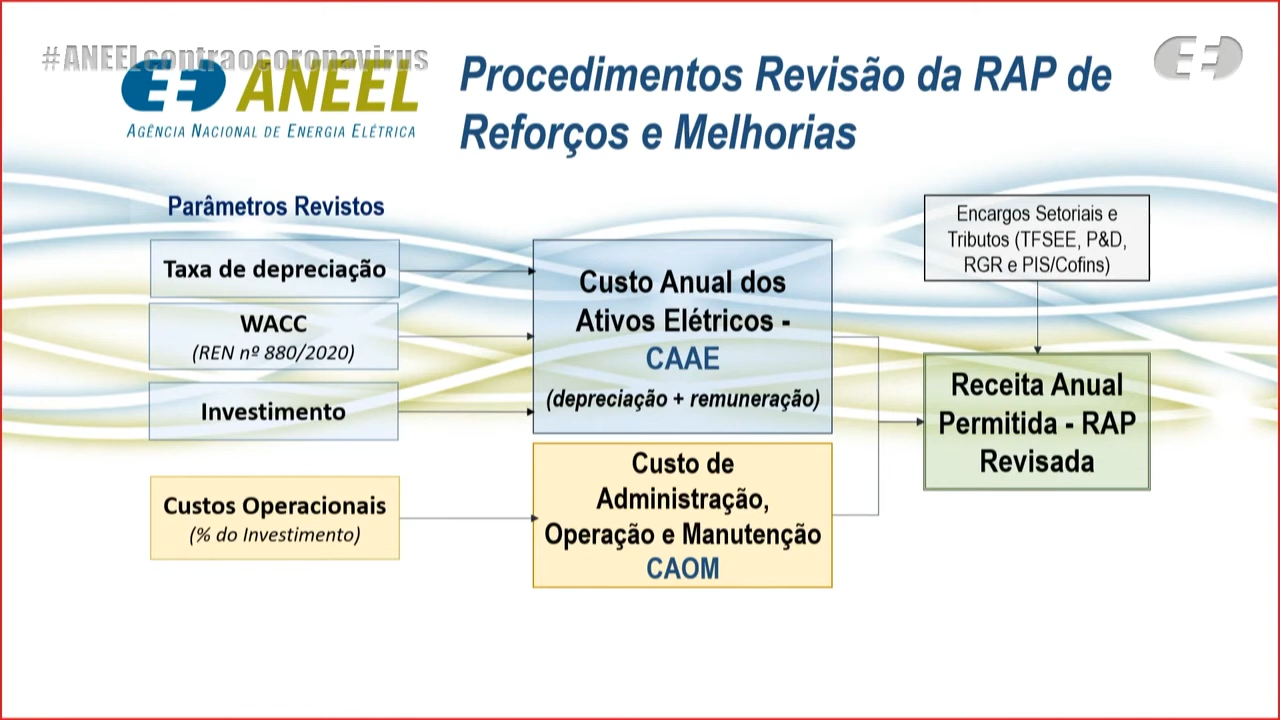 #ANEELcontraocoronavirus
ANEEL
AGÊNCIA NACIONAL DE ENERGIA ELÉTRICA
Procedimentos Revisão da RAP de
Reforços e Melhorias
Parâmetros Revistos
Taxa de depreciação
WACC
(REN nº 880/2020)
Investimento
Custos Operacionais
(% do Investimento)
Custo Anual dos
Ativos Elétricos -
CAAE
(depreciação + remuneração)
Custo de
Administração,
Operação e Manutenção
CAOM
Encargos Setoriais e
Tributos (TFSEE, P&D,
RGR e PIS/Cofins)
Receita Anual
Permitida - RAP
Revisada